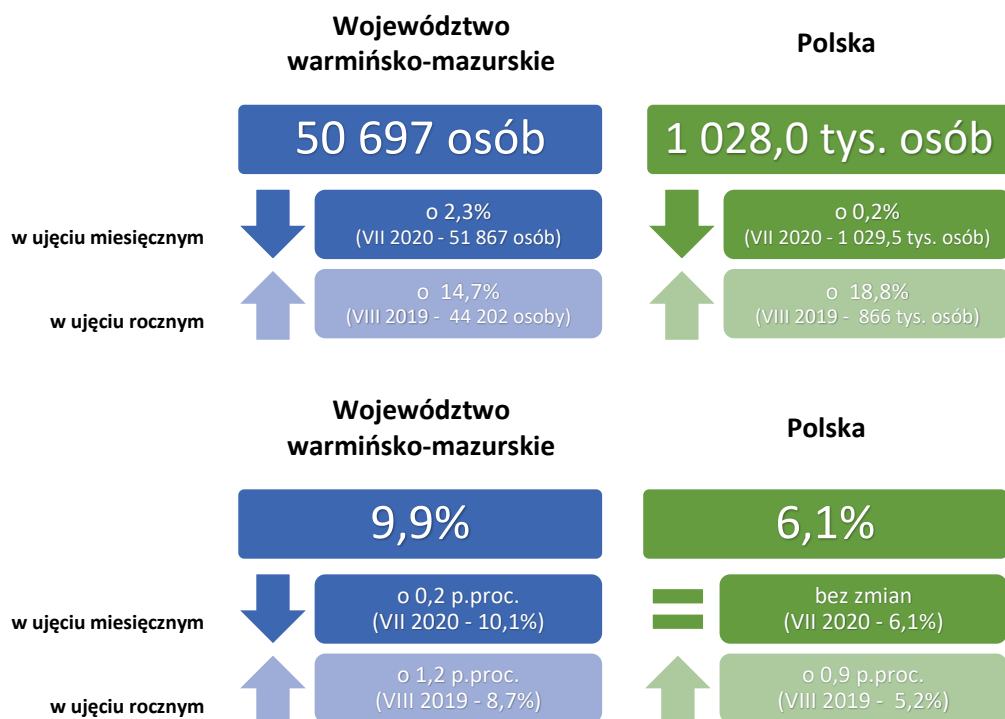 Województwo
warmińsko-mazurskie
Polska
50 697 osób
1 028,0 tys. osób
w ujęciu miesięcznym
o 2,3%
(VII 2020 - 51 867 osób)
o 0,2%
(VII 2020 - 1 029,5 tys. osób)
w ujęciu rocznym
o 14,7%
(VIII 2019 - 44 202 osoby)
o 18,8%
(VIII 2019 - 866 tys. osób)
Województwo
warmińsko-mazurskie
Polska
9,9%
6,1%
w ujęciu miesięcznym
o 0,2 p.proc.
(VII 2020 - 10,1%)
bez zmian
(VII 2020 - 6,1%)
w ujęciu rocznym
o 1,2 p.proc.
(VIII 2019 - 8,7%)
o 0,9 p.proc.
(VIII 2019 - 5,2%)